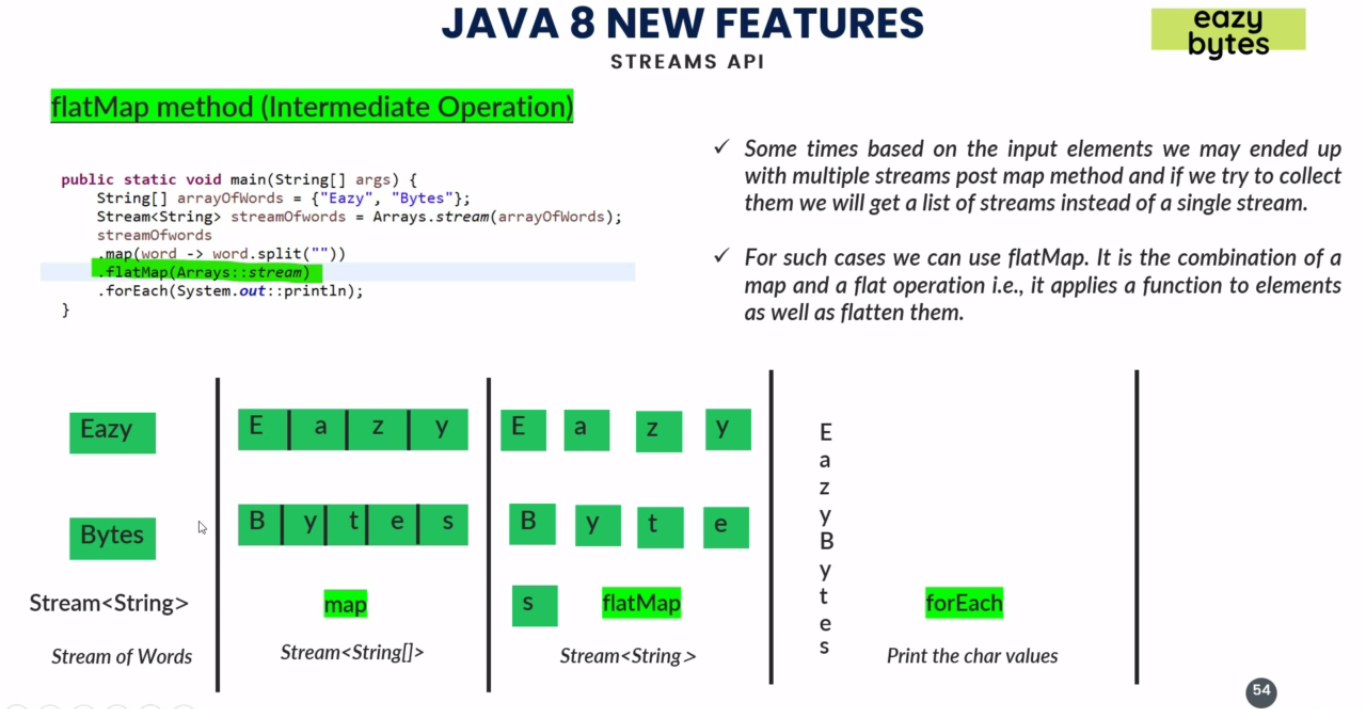 JAVA 8 NEW FEATURES
STREAMS API
eazy
bytes
flatMap method (Intermediate Operation)
public static void main(String[] args) {
String[] arrayOfWords = {"Eazy", "Bytes"};
Stream<String> streamOfwords = Arrays.stream(arrayOfWords);
streamOfwords
.map(word -> word.split(""))
.flatMap(Arrays::stream)
.forEach(System.out::println);
}
✓ Some times based on the input elements we may ended up
with multiple streams post map method and if we try to collect
them we will get a list of streams instead of a single stream.
✓ For such cases we can use flatMap. It is the combination of a
map and a flat operation i.e., it applies a function to elements
as well as flatten them.
Eazy
Bytes
Stream<String>
Stream of Words
E a z y
B y t e s
map
Stream<String[]>
E a z y
B y t e
s
flatMap
Stream<String>
E
a
z
y
B
y
t
e
s
forEach
Print the char values
54